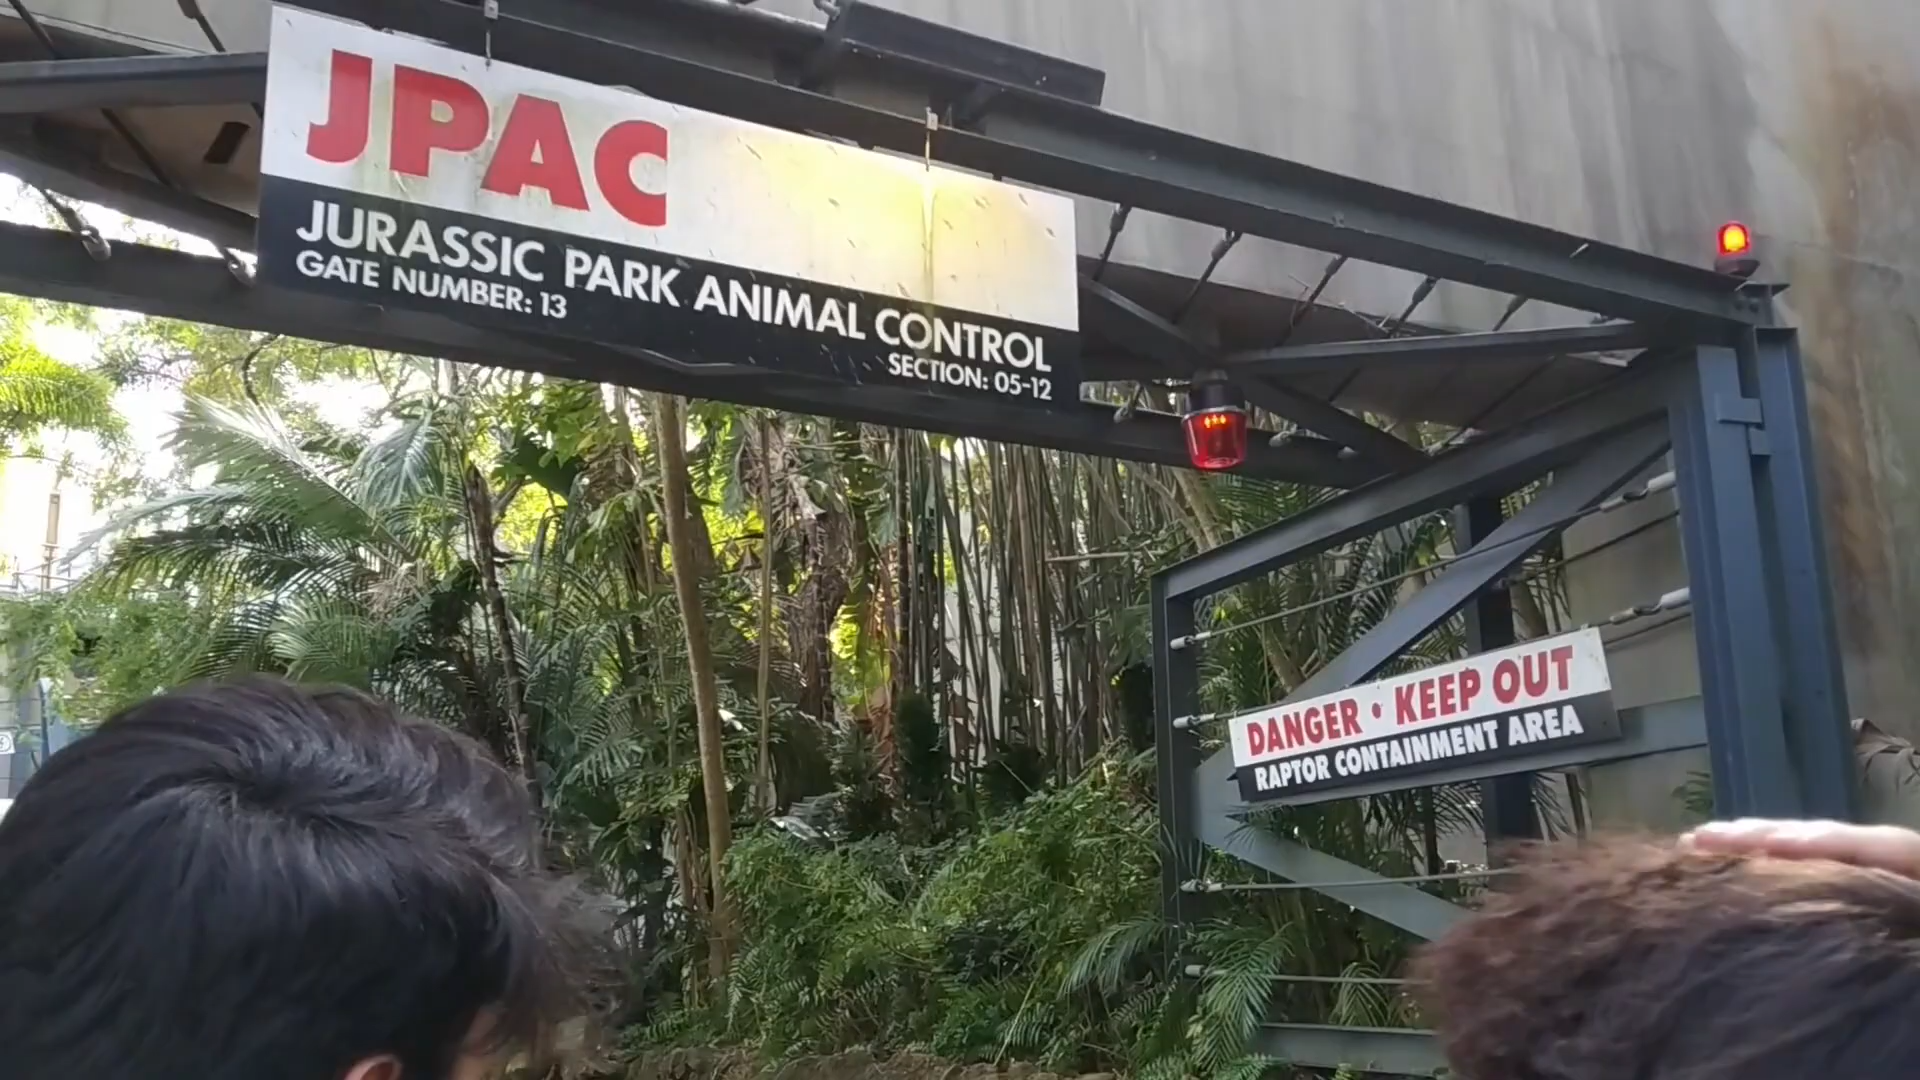 JPAC
JURASSIC PARK ANIMAL CONTROL
GATE NUMBER: 13
SECTION: 05-12
DANGER • KEEP OUT
RAPTOR CONTAINMENT AREA